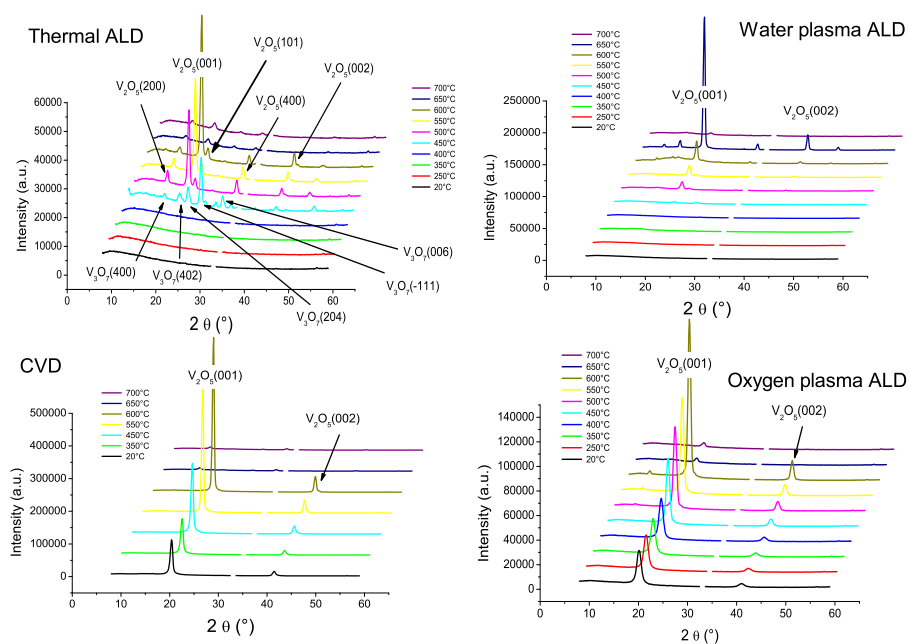 Thermal ALD
V2O5(001)
V2O5(101)
V2O5(200)
V2O5(400)
V2O5(002)
700°C
650°C
600°C
550°C
500°C
450°C
400°C
350°C
250°C
20°C
60000
50000
40000
30000
20000
10000
0
Intensity (a.u.)
V3O7(400)
V3O7(402)
V3O7(204)
V3O7(-111)
V3O7(006)
0 10 20 30 40 50 60
2 θ (°)
Water plasma ALD
700°C
650°C
600°C
550°C
500°C
450°C
400°C
350°C
250°C
20°C
V2O5(001)
V2O5(002)
250000
200000
150000
100000
50000
0
Intensity (a.u.)
0 10 20 30 40 50 60
2 θ (°)
CVD
V2O5(001)
700°C
650°C
600°C
550°C
450°C
350°C
20°C
V2O5(002)
500000
400000
300000
200000
100000
0
Intensity (a.u.)
0 10 20 30 40 50 60
2 θ (°)
Oxygen plasma ALD
700°C
650°C
600°C
550°C
500°C
450°C
400°C
350°C
250°C
20°C
V2O5(001)
V2O5(002)
140000
120000
100000
80000
60000
40000
20000
0
Intensity (a.u.)
0 10 20 30 40 50 60
2 θ (°)